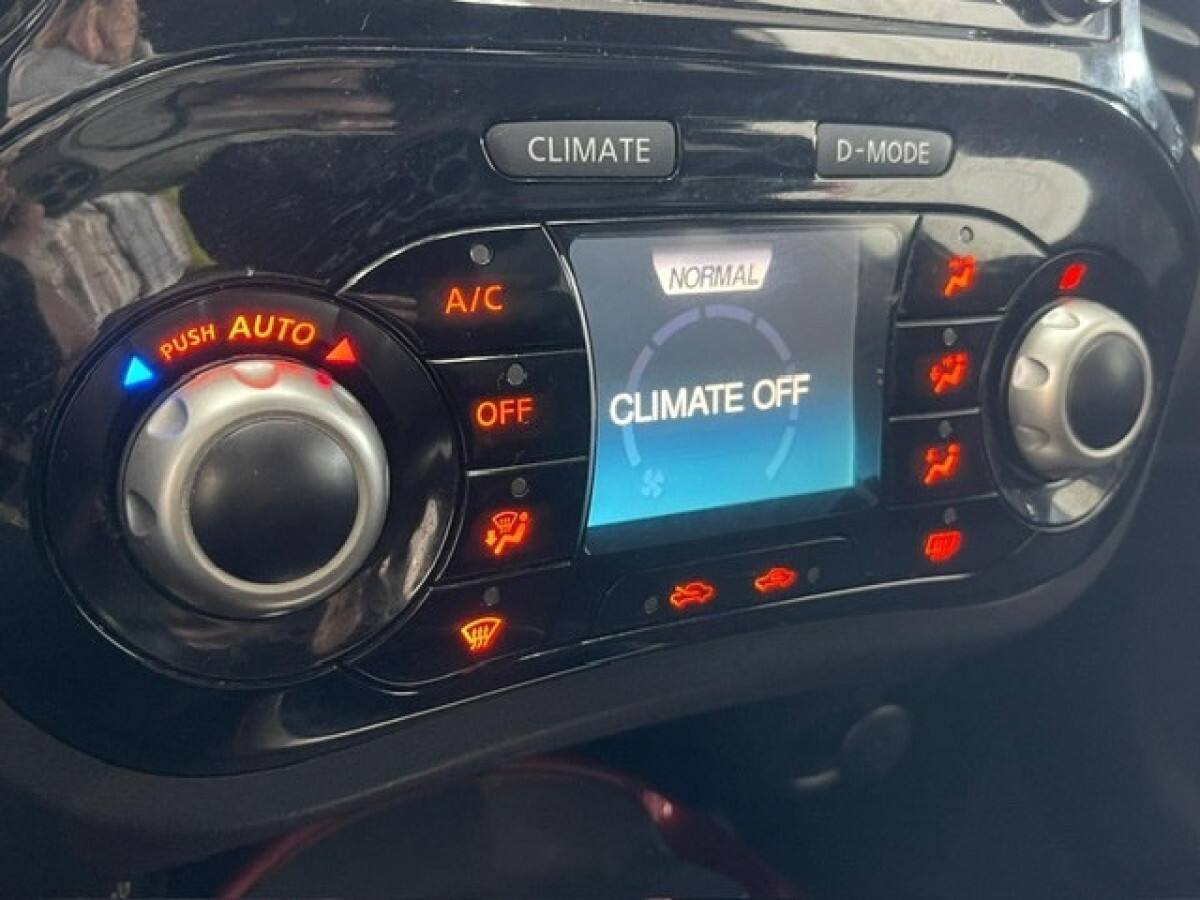 CLIMATE
D-MODE
PUSH AUTO
A/C
OFF
NORMAL
CLIMATE OFF